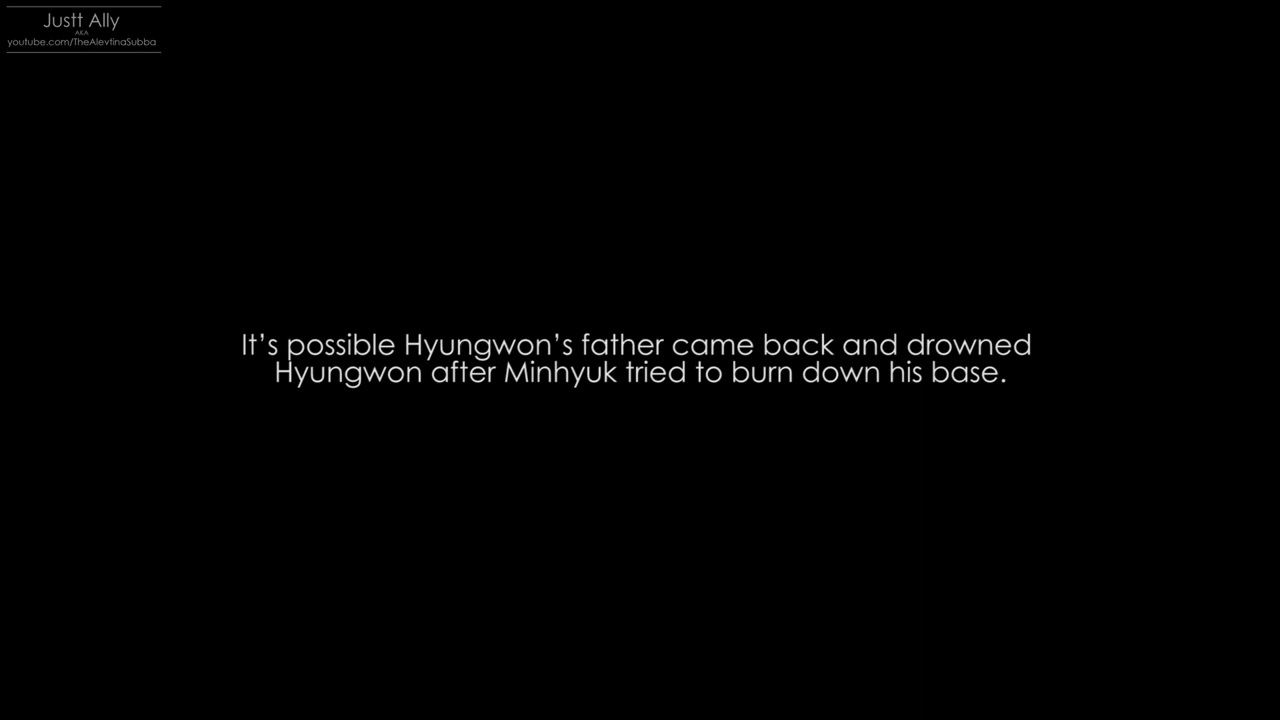 Justt Ally
AKA
youtube.com/TheAlevtinaSubba
It’s possible Hyungwon’s father came back and drowned
Hyungwon after Minhyuk tried to burn down his base.